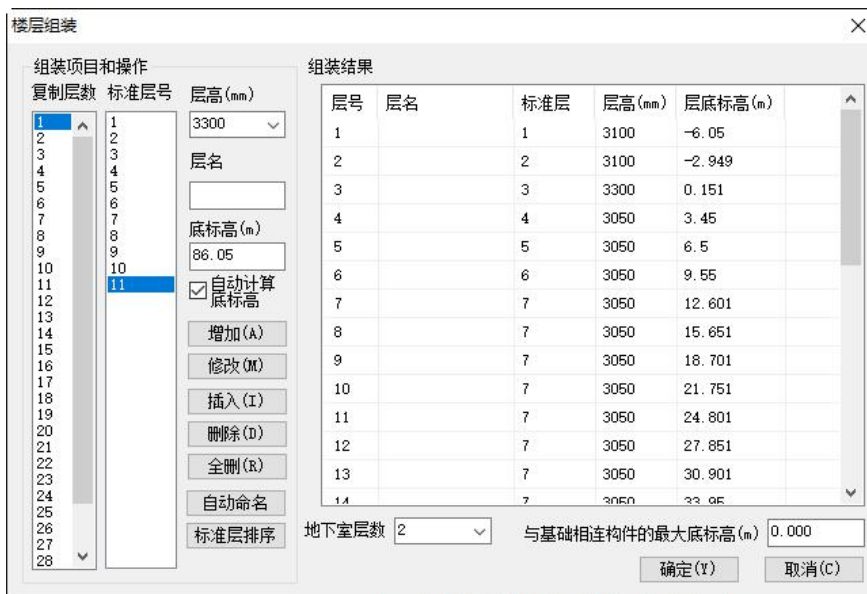 楼层组装
组装项目和操作
复制层数 标准层号 层高(mm)
1
2
3
4
5
6
7
8
9
10
11
12
13
14
15
16
17
18
19
20
21
22
23
24
25
26
27
28
1
2
3
4
5
6
7
8
9
10
11
3300
层名
底标高(m)
86.05
自动计算
底标高
增加(A)
修改(M)
插入(I)
删除(D)
全删(R)
自动命名
标准层排序
组装结果
层号 层名 标准层 层高(mm) 层底标高(m)
1 1 3100 -6.05
2 2 3100 -2.949
3 3 3300 0.151
4 4 3050 3.45
5 5 3050 6.5
6 6 3050 9.55
7 7 3050 12.601
8 7 3050 15.651
9 7 3050 18.701
10 7 3050 21.751
11 7 3050 24.801
12 7 3050 27.851
13 7 3050 30.901
14 7 3050 33.95
地下室层数 2 与基础相连构件的最大底标高(m) 0.000
确定(Y) 取消(C)